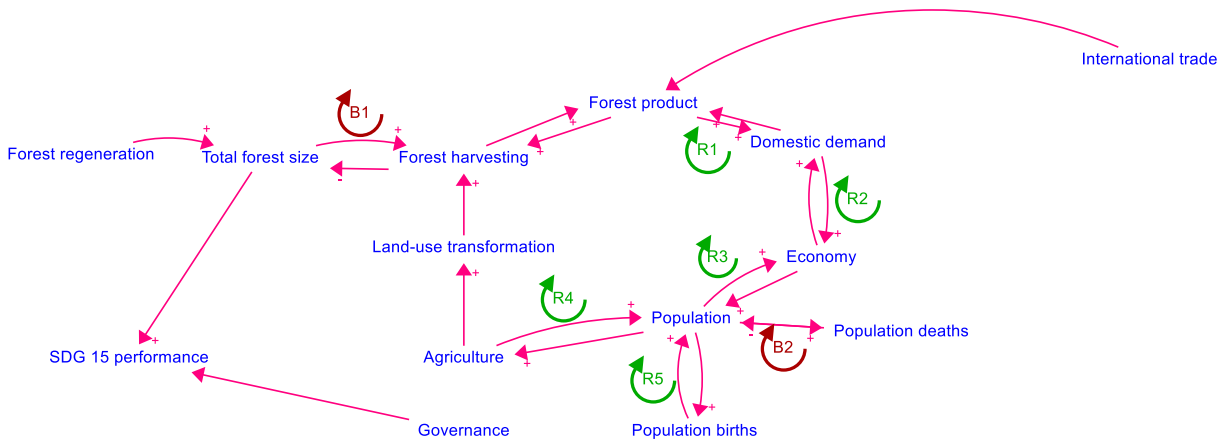 International trade
Forest product
B1
Domestic demand
R1
Forest regeneration
Total forest size
Forest harvesting
R2
Land-use transformation
R3
Economy
R4
Population
Population deaths
B2
SDG 15 performance
Agriculture
R5
Governance
Population births
+
+
+
+
+
+
-
+
+
+
+
+
+
+
+
+
-
+
+
+
+